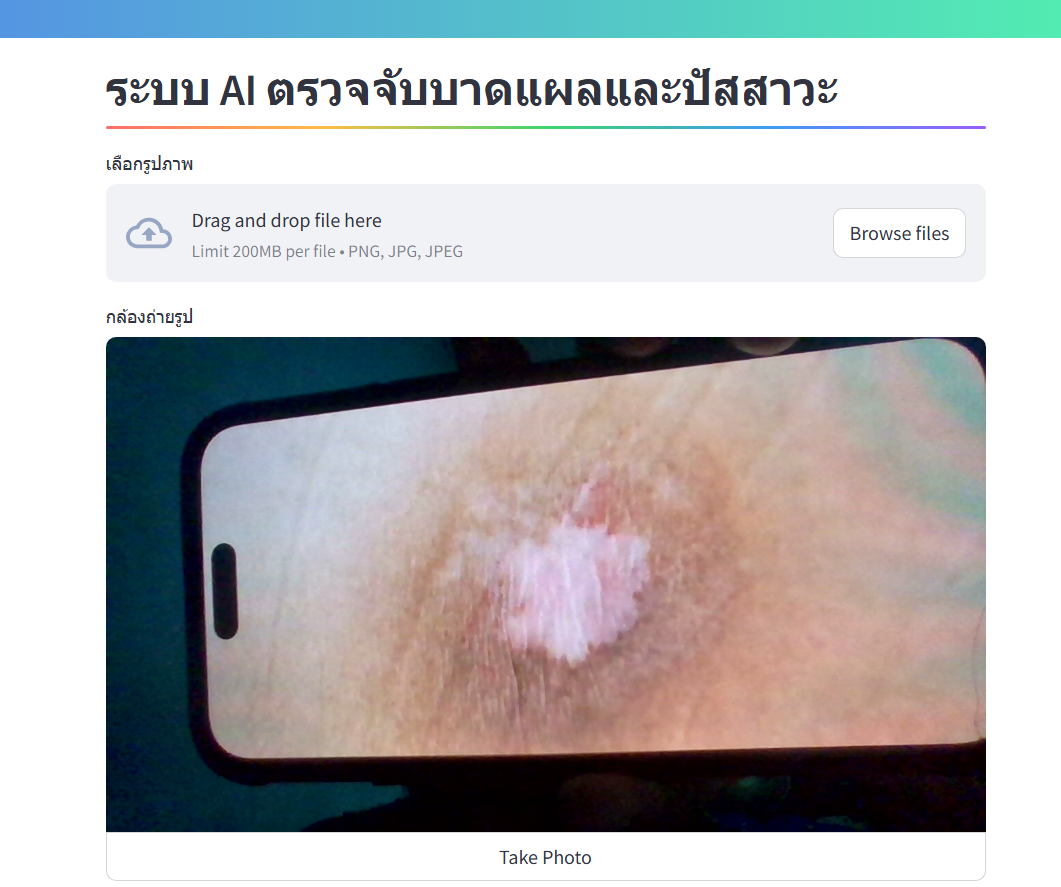 ระบบ AI ตรวจจับบาดแผลและปัสสาวะ
เลือกรูปภาพ
Drag and drop file here
Limit 200MB per file • PNG, JPG, JPEG
Browse files
กล้องถ่ายรูป
Take Photo